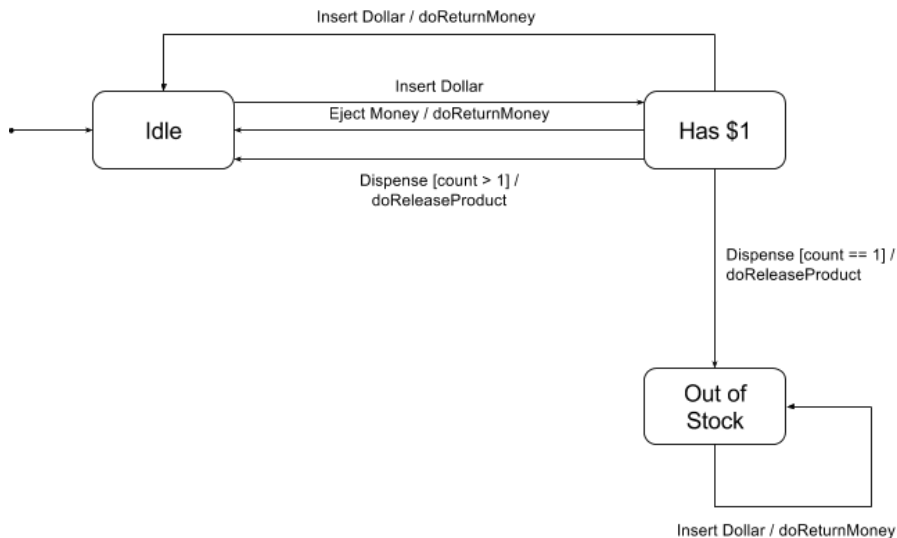 Insert Dollar / doReturnMoney
Insert Dollar
Eject Money / doReturnMoney
Idle
Has $1
Dispense [count > 1] /
doReleaseProduct
Dispense [count == 1] /
doReleaseProduct
Out of
Stock
Insert Dollar / doReturnMoney